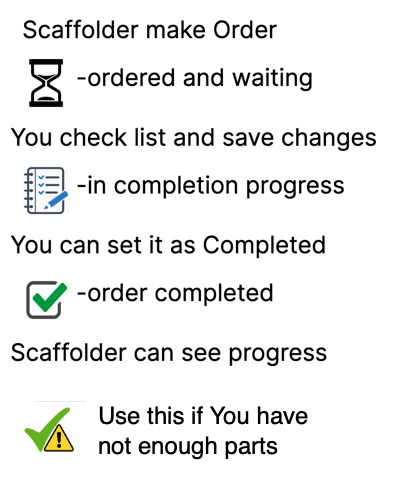 Scaffolder make Order
-ordered and waiting
You check list and save changes
-in completion progress
You can set it as Completed
-order completed
Scaffolder can see progress
Use this if You have
not enough parts